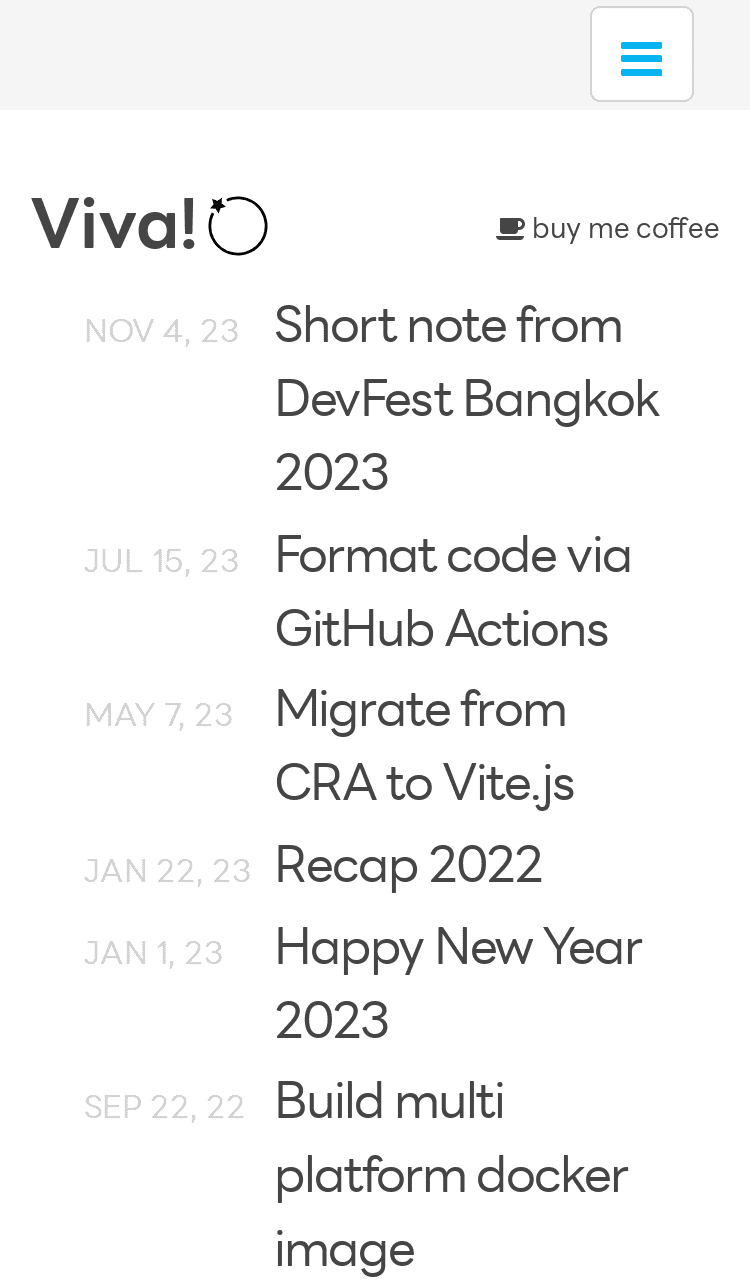 Viva!
buy me coffee
NOV 4, 23 Short note from
DevFest Bangkok
2023
JUL 15, 23 Format code via
GitHub Actions
MAY 7, 23 Migrate from
CRA to Vite.js
JAN 22, 23 Recap 2022
JAN 1, 23 Happy New Year
2023
SEP 22, 22 Build multi
platform docker
image